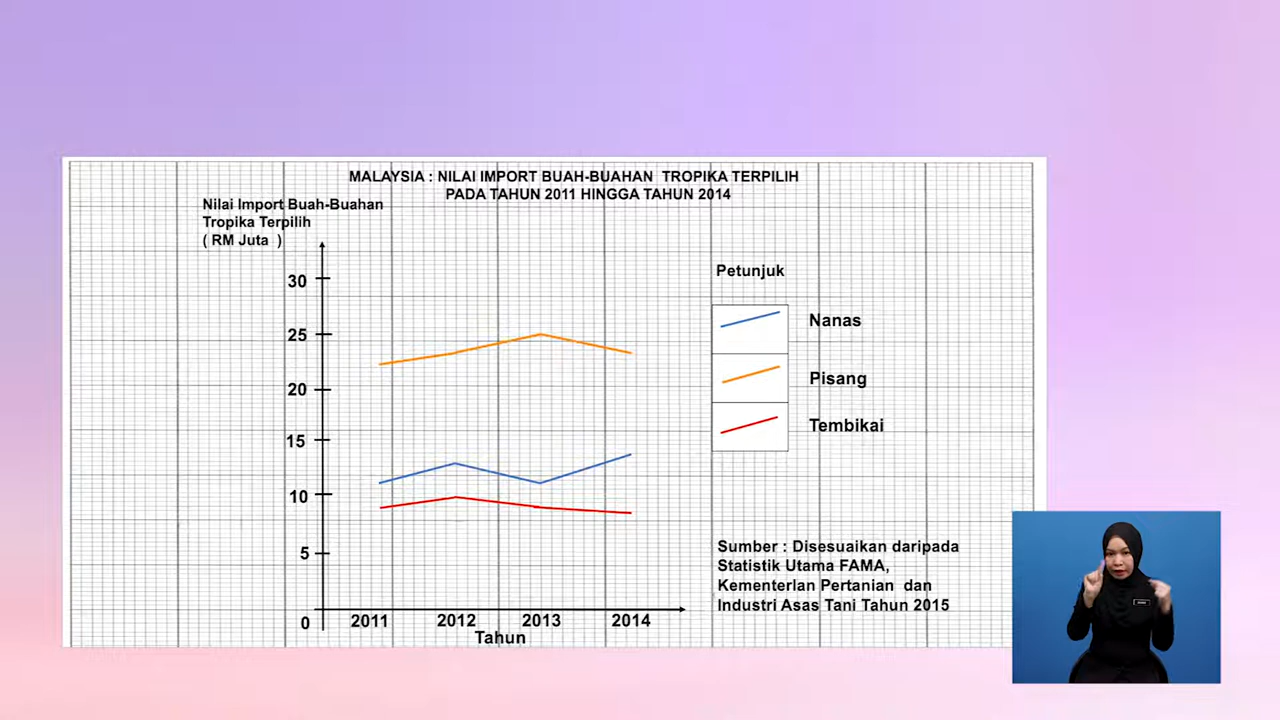 MALAYSIA : NILAI IMPORT BUAH-BUAHAN TROPIKA TERPILIH
PADA TAHUN 2011 HINGGA TAHUN 2014
Nilai Import Buah-Buahan
Tropika Terpilih
( RM Juta )
30
25
20
15
10
5
0
2011 2012 2013 2014
Tahun
Petunjuk
Nanas
Pisang
Tembikai
Sumber : Disesuaikan daripada
Statistik Utama FAMA,
Kementerlan Pertanian dan
Industri Asas Tani Tahun 2015